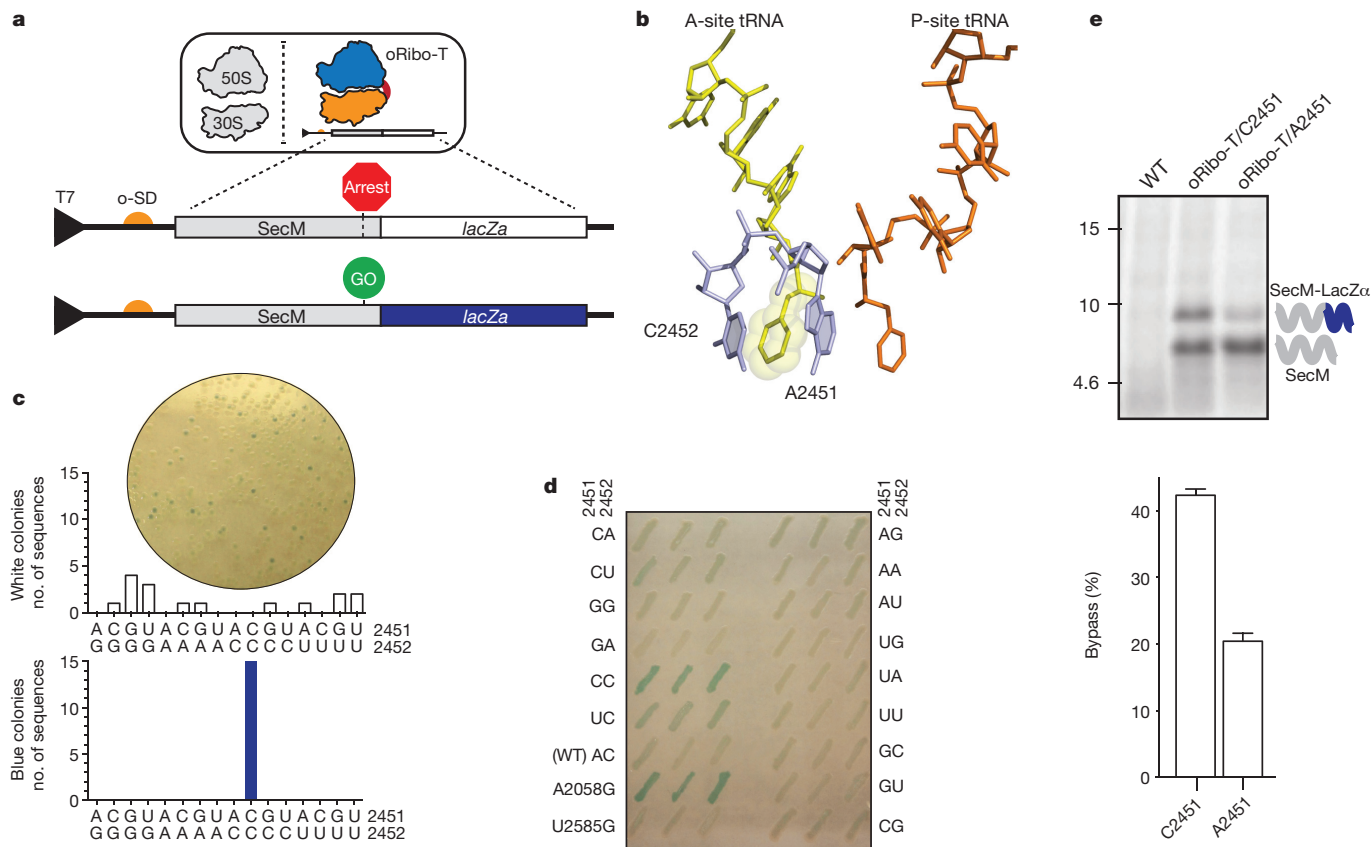 a
50S
30S
oRibo-T
Arrest
T7
o-SD
SecM
lacZa
GO
SecM
lacZa
b
A-site tRNA
P-site tRNA
C2452
A2451
c
White colonies
no. of sequences
15
10
5
0
A C G U A C G U A C G U A C G U 2451
G G G G A A A A C C C C U U U U 2452
Blue colonies
no. of sequences
15
10
5
0
A C G U A C G U A C G U A C G U 2451
G G G G A A A A C C C C U U U U 2452
d
2451
2452
2451
2452
CA
CU
GG
GA
CC
UC
(WT) AC
A2058G
U2585G
AG
AA
AU
UG
UA
UU
GC
GU
CG
e
WT
oRibo-T/C2451
oRibo-T/A2451
15
10
4.6
SecM-LacZα
SecM
Bypass (%)
40
30
20
10
0
C2451
A2451